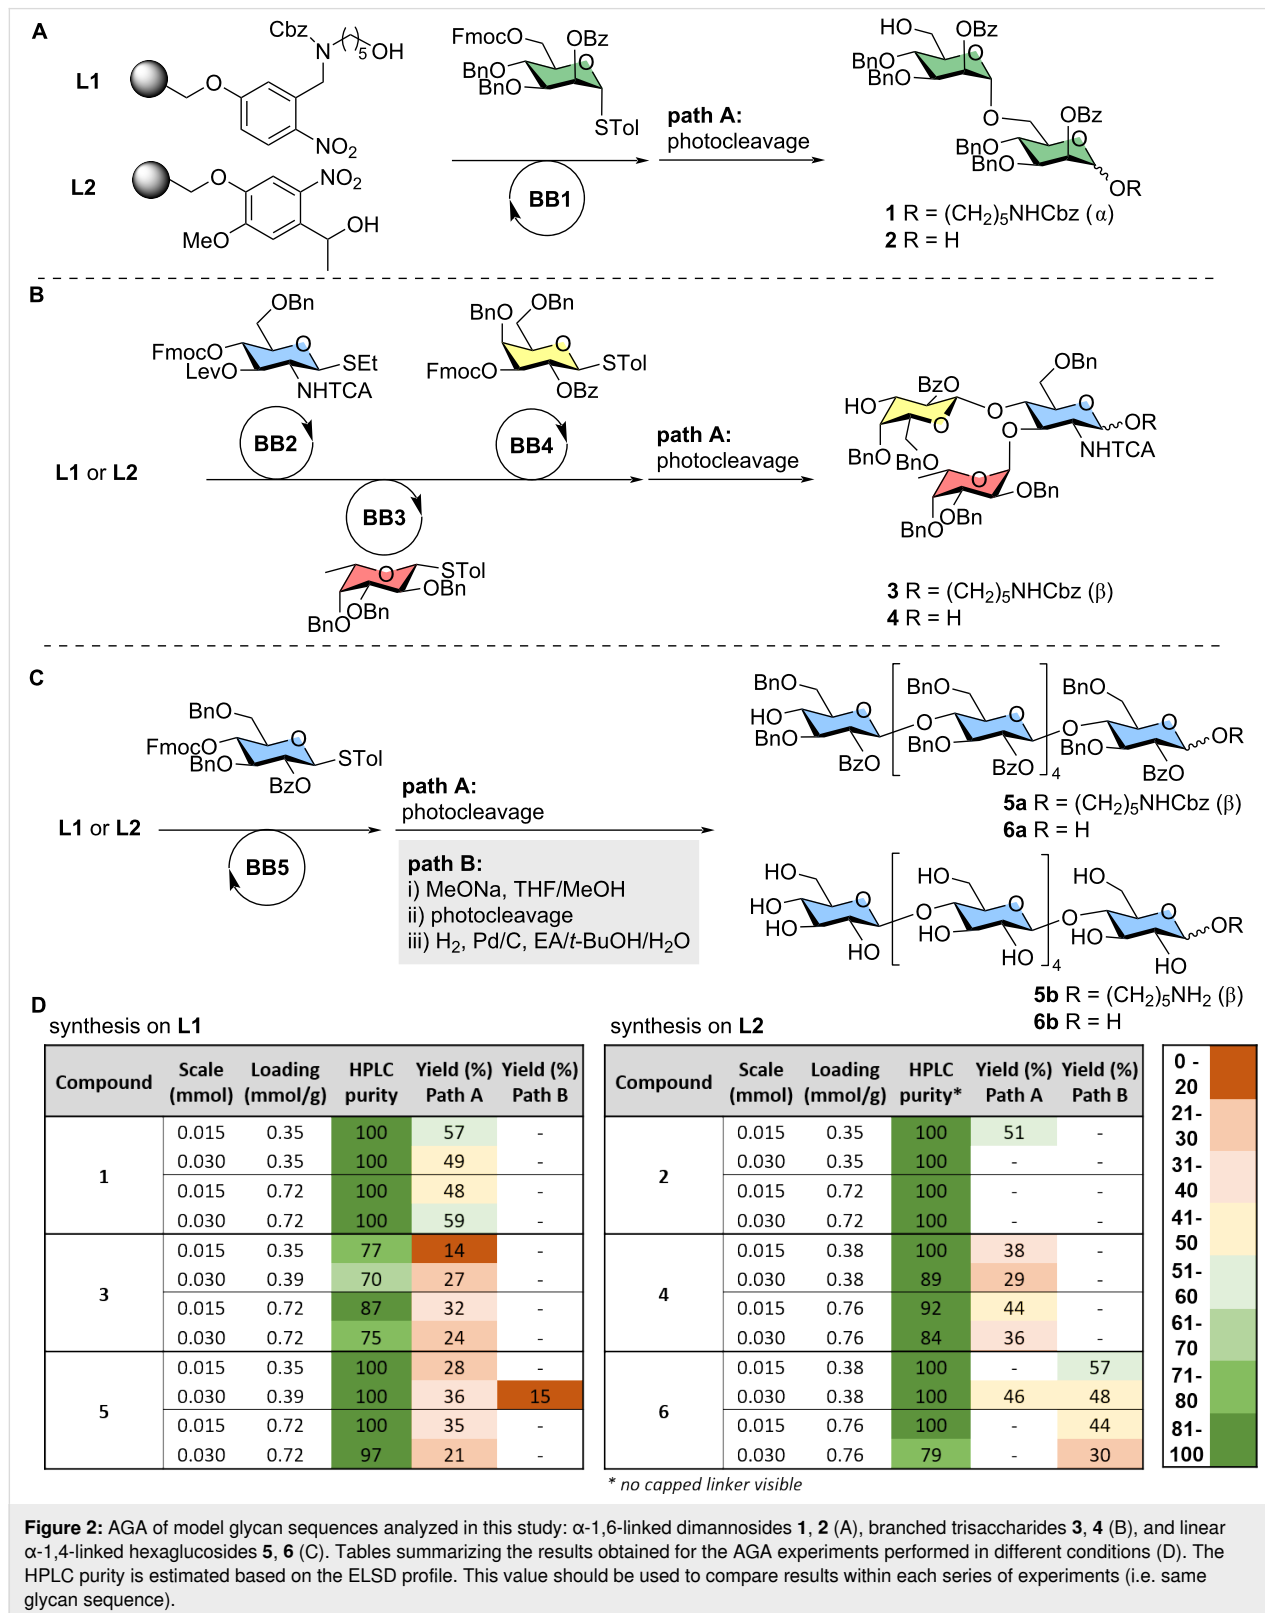 A
L1
Cbz
N
( )5 OH
O
NO2
L2
O
NO2
OH
MeO
FmocO
OBz
BnO
BnO
O
STol
BB1
path A:
photocleavage
HO
OBz
BnO
BnO
O
O
OBz
BnO
BnO
O
OR
1 R = (CH2)5NHCbz (α)
2 R = H
B
OBn
FmocO
LevO
O
SEt
NHTCA
BB2
BnO
OBn
FmocO
O
STol
OBz
BB4
L1 or L2
BB3
O
STol
OBn
OBn
BnO
path A:
photocleavage
OBn
BzO
HO
O
O
O
OR
O
NHTCA
BnO
BnO
O
OBn
OBn
BnO
3 R = (CH2)5NHCbz (β)
4 R = H
C
BnO
FmocO
BnO
O
STol
BzO
L1 or L2
BB5
path A:
photocleavage
path B:
i) MeONa, THF/MeOH
ii) photocleavage
iii) H2, Pd/C, EA/t-BuOH/H2O
BnO BnO BnO
HO O O O O O OR
BnO BnO BnO
BzO BzO 4 BzO
5a R = (CH2)5NHCbz (β)
6a R = H
HO HO HO
HO O O O O O OR
HO HO HO
HO HO 4 HO
5b R = (CH2)5NH2 (β)
6b R = H
D
synthesis on L1
Compound Scale (mmol) Loading (mmol/g) HPLC purity Yield (%) Path A Yield (%) Path B
1
0.015 0.35 100 57 -
0.030 0.35 100 49 -
0.015 0.72 100 48 -
0.030 0.72 100 59 -
3
0.015 0.35 77 14 -
0.030 0.39 70 27 -
0.015 0.72 87 32 -
0.030 0.72 75 24 -
5
0.015 0.35 100 28 -
0.030 0.39 100 36 15
0.015 0.72 100 35 -
0.030 0.72 97 21 -
synthesis on L2
Compound Scale (mmol) Loading (mmol/g) HPLC purity* Yield (%) Path A Yield (%) Path B
2
0.015 0.35 100 51 -
0.030 0.35 100 - -
0.015 0.72 100 - -
0.030 0.72 100 - -
4
0.015 0.38 100 38 -
0.030 0.38 89 29 -
0.015 0.76 92 44 -
0.030 0.76 84 36 -
6
0.015 0.38 100 - 57
0.030 0.38 100 46 48
0.015 0.76 100 - 44
0.030 0.76 79 - 30
* no capped linker visible
0 -
20
21-
30
31-
40
41-
50
51-
60
61-
70
71-
80
81-
100
Figure 2: AGA of model glycan sequences analyzed in this study: α-1,6-linked dimannosides 1, 2 (A), branched trisaccharides 3, 4 (B), and linear
α-1,4-linked hexaglucosides 5, 6 (C). Tables summarizing the results obtained for the AGA experiments performed in different conditions (D). The
HPLC purity is estimated based on the ELSD profile. This value should be used to compare results within each series of experiments (i.e. same
glycan sequence).